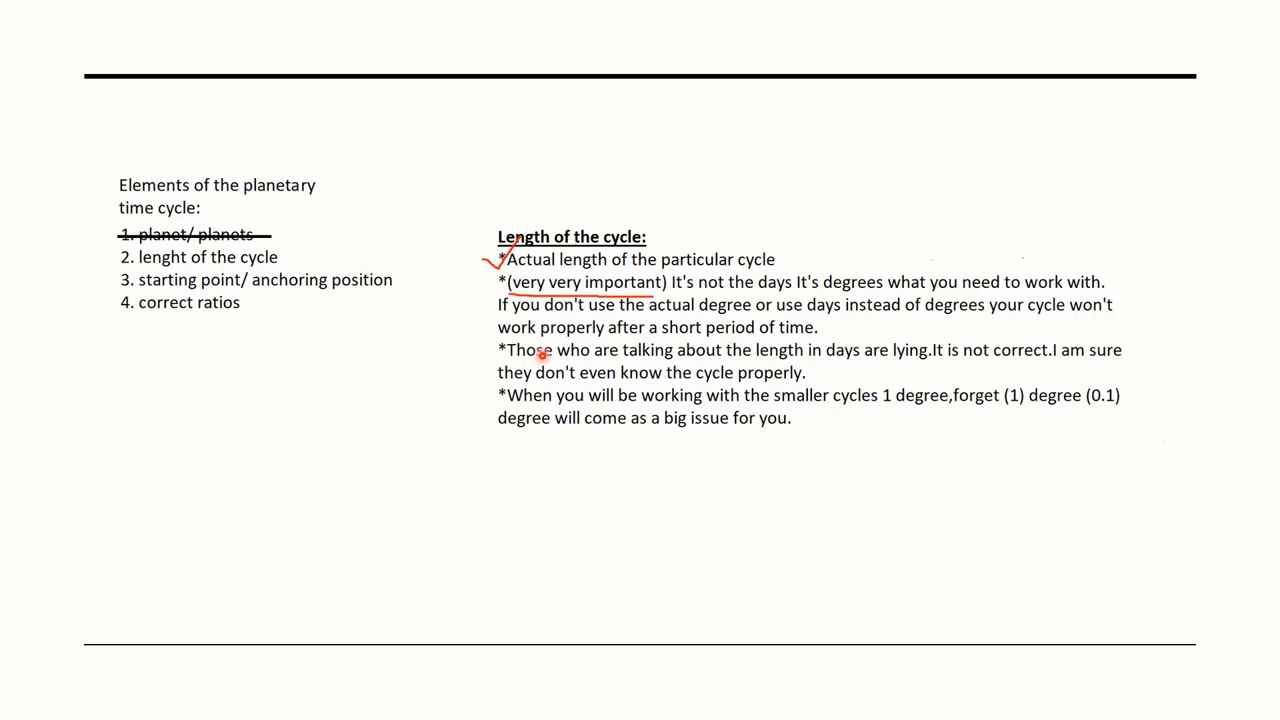 Elements of the planetary
time cycle:
1. planet/ planets
2. lenght of the cycle
3. starting point/ anchoring position
4. correct ratios
Length of the cycle:
*Actual length of the particular cycle
*(very very important) It's not the days It's degrees what you need to work with.
If you don't use the actual degree or use days instead of degrees your cycle won't
work properly after a short period of time.
*Those who are talking about the length in days are lying.It is not correct.I am sure
they don't even know the cycle properly.
*When you will be working with the smaller cycles 1 degree,forget (1) degree (0.1)
degree will come as a big issue for you.